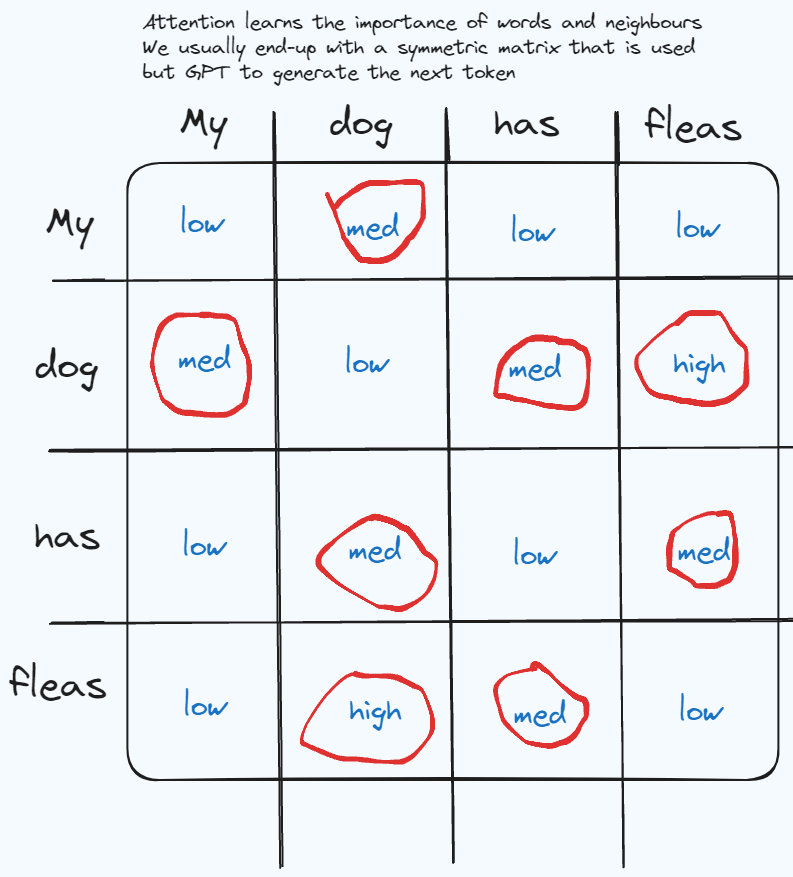 Attention learns the importance of words and neighbours
We usually end-up with a symmetric matrix that is used
but GPT to generate the next token
My dog has fleas
My low med low low
dog med low med high
has low med low med
fleas low high med low